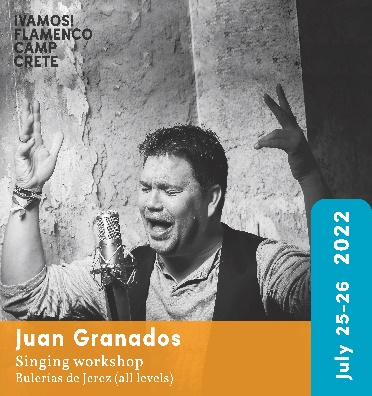 ¡VAMOS!
FLAMENCO
CAMP
CRETE
July 25-26 2022
Juan Granados
Singing workshop
Bulerías de Jerez (all levels)